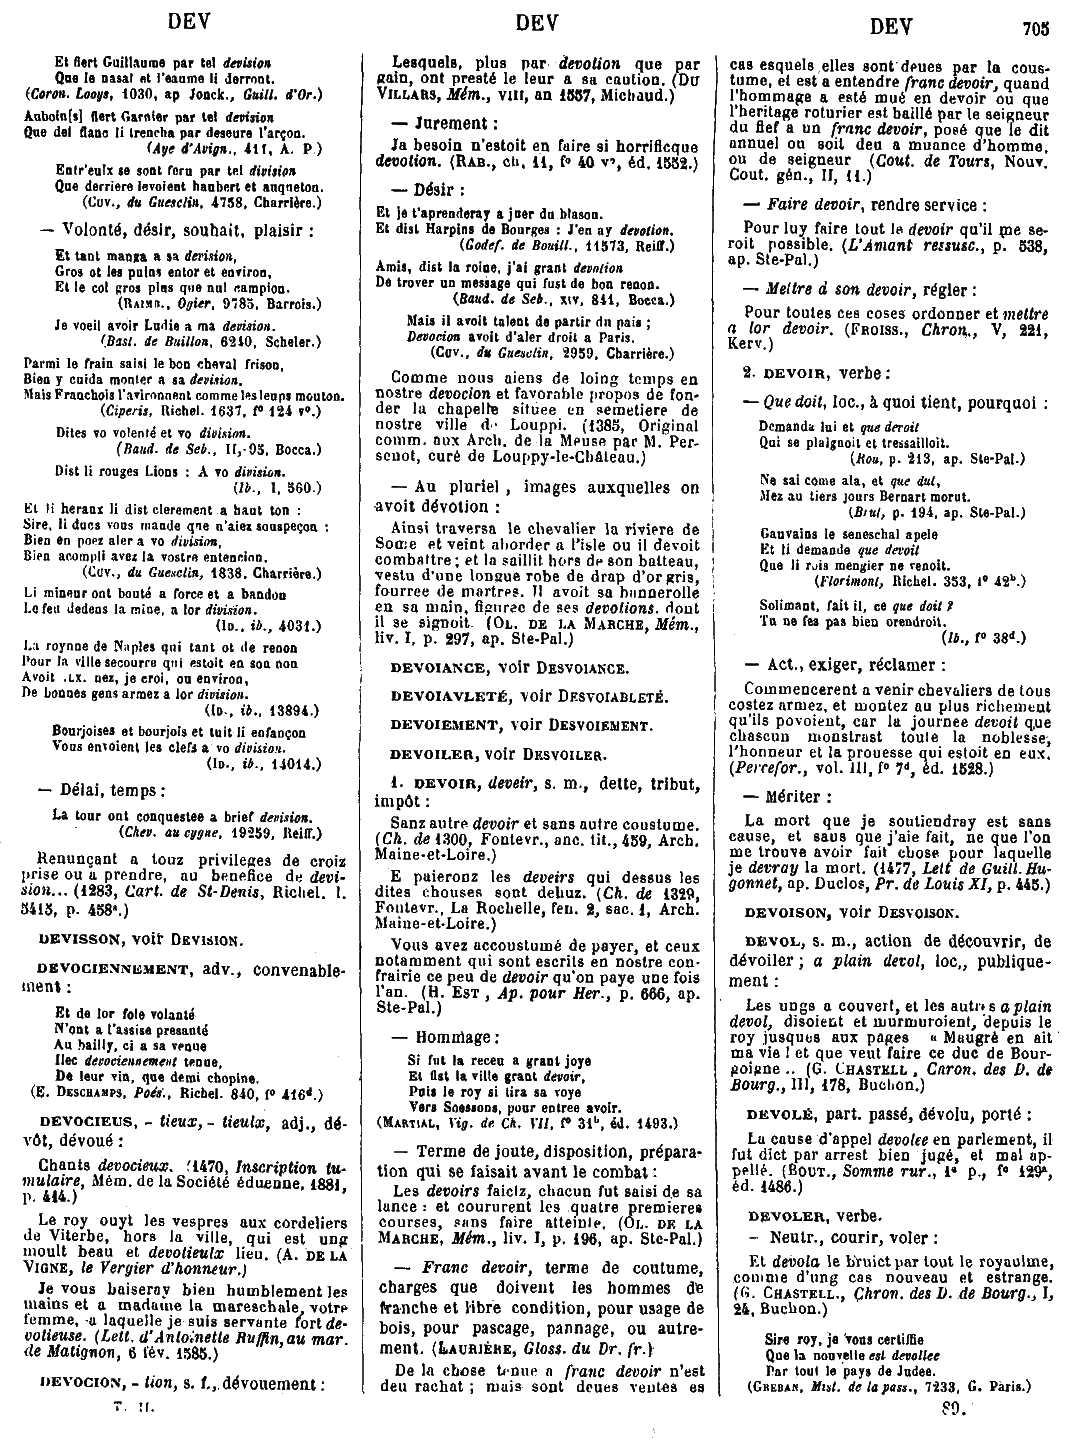 DEV
DEV
DEV
705
Et fiert Guillaume par tel devision
Que le nasal et l'eaume li derront.
(Coron. Looys, 1030, ap Jonck., Guill. d'Or.)
Auboin[s] fiert Garnier par tel devision
Que del flanc li trencha par deseure l'arçon.
(Aye d'Avign., 411, A. P.)
Entr'eulx se sont feru par tel division
Que derriere levoient haubert et auqueton.
(Cuv., du Guesclin, 4758, Charrière.)
— Volonté, désir, souhait, plaisir :
Et tant manga a sa devision,
Gros ot les puins entor et environ,
Et le col gros plus que nul campion.
(Raimb., Ogier, 9785, Barrois.)
Je voeil avoir Ludie a ma devision.
(Bast. de Buillon, 6240, Scheler.)
Parmi le frain saisi le bon cheval frison,
Bien y cuida monter a sa devision.
Mais Franchois l'avironnent comme les leups mouton.
(Ciperis, Richel. 1637, f° 124 v°.)
Dites vo volenté et vo division.
(Baud. de Seb., II, 95, Bocca.)
Dist li rouges Lions : A vo division.
(Ib., I, 560.)
Et li heraux li dist clerement a haut ton :
Sire, li ducs vous mande que n'aiez souspeçon :
Bien en poez aler a vo division,
Bien acompli avez la vostre entencion.
(Cuv., du Guesclin, 1838, Charrière.)
Li mineur ont bouté a force et a bandon
Le feu dedens la mine, a lor division.
(Id., ib., 4031.)
La roynne de Naples qui tant ot de renon
Pour la ville secourre qui estoit en son non
Avoit .lx. nez, je croi, ou environ,
De bonnes gens armez a lor division.
(Id., ib., 13894.)
Bourjoises et bourjois et tuit li enfançon
Vous envoient les clefs a vo division.
(Id., ib., 14014.)
— Délai, temps :
La tour ont conquestee a brief devision.
(Chev. au cygne, 19259, Reiff.)
Renunçant a touz privileges de croiz
prise ou a prendre, au benefice de devi-
sion... (1283, Cart. de St-Denis, Richel. l.
5415, p. 458ª.)
DEVISSON, voir Devision.
DEVOCIENNEMENT, adv., convenable-
ment :
Et de lor fole volanté
N'ont a l'assise presanté
Au bailly, ci a sa venue
Ilec devociennement tenue,
De leur vin, que demi chopine.
(E. Deschamps, Poés., Richel. 840, f° 416ᵈ.)
DEVOCIEUS, - tieux, - tieulx, adj., dé-
vôt, dévoué :
Chants devocieux. (1470, Inscription tu-
mulaire, Mém. de la Société éduenne, 1881,
p. 414.)
Le roy ouyt les vespres aux cordeliers
de Viterbe, hors la ville, qui est ung
moult beau et devotieulx lieu. (A. de la
Vigne, le Vergier d'honneur.)
Je vous baiseray bien humblement les
mains et a madame la mareschale, votre
femme, a laquelle je suis servante fort de-
votieuse. (Lett. d'Antoinette Ruffin, au mar.
de Matignon, 6 fév. 1585.)
DEVOCION, - tion, s. f., dévouement :
T. II.
Lesquels, plus par devotion que par
gain, ont presté le leur a sa caution. (Du
Villars, Mém., viii, an 1557, Michaud.)
— Jurement :
Ja besoin n'estoit en faire si horrificque
devotion. (Rab., ch. 11, f° 40 v°, éd. 1552.)
— Désir :
Et je t'aprenderay a juer du blason.
Et dist Harpins de Bourges : J'en ay devotion.
(Godef. de Bouill., 11573, Reiff.)
Amis, dist la roine, j'ai grant devotion
De trover un message qui fust de bon renon.
(Baud. de Seb., xiv, 841, Bocca.)
Mais il avoit talent de partir du pais ;
Devocion avoit d'aler droit a Paris.
(Cuv., du Guesclin, 2959, Charrière.)
Comme nous aiens de loing temps en
nostre devocion et favorable propos de fon-
der la chapelle situee en semetiere de
nostre ville de Louppi. (1385, Original
comm. aux Arch. de la Meuse par M. Per-
senot, curé de Louppy-le-Château.)
— Au pluriel, images auxquelles on
avoit dévotion :
Ainsi traversa le chevalier la riviere de
Some et veint aborder a l'isle ou il devoit
combattre ; et la saillit hors de son batteau,
vestu d'une longue robe de drap d'or gris,
fourree de martres. Il avoit sa bannerolle
en sa main, figuree de ses devotions, dont
il se signoit. (Ol. de la Marche, Mém.,
liv. I, p. 297, ap. Ste-Pal.)
DEVOIANCE, voir Desvoiance.
DEVOIAVLETÉ, voir Desvoiableté.
DEVOIEMENT, voir Desvoiement.
DEVOILER, voir Desvoiler.
1. DEVOIR, deveir, s. m., dette, tribut,
impôt :
Sanz autre devoir et sans autre coustume.
(Ch. de 1300, Fontevr., anc. tit., 459, Arch.
Maine-et-Loire.)
E paieronz les deveirs qui dessus les
dites chouses sont dehuz. (Ch. de 1329,
Fontevr., La Rochelle, fen. 2, sac. 1, Arch.
Maine-et-Loire.)
Vous avez accoustumé de payer, et ceux
notamment qui sont escrits en nostre con-
frairie ce peu de devoir qu'on paye une fois
l'an. (H. Est, Ap. pour Her., p. 666, ap.
Ste-Pal.)
— Hommage :
Si fut la receu a grant joye
Et fist la ville grant devoir,
Puis le roy si tira sa voye
Vers Soessons, pour entree avoir.
(Martial, Vig. de Ch. VII, f° 31ᵇ, éd. 1493.)
— Terme de joute, disposition, prépara-
tion qui se faisait avant le combat :
Les devoirs faictz, chacun fut saisi de sa
lance : et coururent les quatre premieres
courses, sans faire atteinte. (Ol. de la
Marche, Mém., liv. I, p. 196, ap. Ste-Pal.)
— Franc devoir, terme de coutume,
charges que doivent les hommes de
franche et libre condition, pour usage de
bois, pour pascage, pannage, ou autre-
ment. (Laurière, Gloss. du Dr. fr.)
De la chose tenue a franc devoir n'est
deu rachat ; mais sont deues ventes es
cas esquels elles sont deues par la cous-
tume, et est a entendre franc devoir, quand
l'hommage a esté mué en devoir ou que
l'heritage roturier est baillé par le seigneur
du fief a un franc devoir, posé que le dit
annuel ou soit deu a muance d'homme,
ou de seigneur (Cout. de Tours, Nouv.
Cout. gén., II, 11.)
— Faire devoir, rendre service :
Pour luy faire tout le devoir qu'il me se-
roit possible. (L'Amant ressusc., p. 538,
ap. Ste-Pal.)
— Mettre à son devoir, régler :
Pour toutes ces coses ordonner et mettre
a lor devoir. (Froiss., Chron., V, 221,
Kerv.)
2. DEVOIR, verbe :
— Que doit, loc., à quoi tient, pourquoi :
Demanda lui et que devoit
Qui se plaignoit et tressailloit.
(Rou, p. 213, ap. Ste-Pal.)
Ne sai come ala, et que dut,
Mez au tiers jours Bernart morut.
(Brut, p. 194, ap. Ste-Pal.)
Gauvains le seneschal apele
Et li demande que devoit
Que li rois mengier ne venoit.
(Florimont, Richel. 353, f° 42ᵇ.)
Solimant, fait il, ce que doit ?
Tu ne fes pas bien orendroit.
(Ib., f° 38ᵈ.)
— Act., exiger, réclamer :
Commencerent a venir chevaliers de tous
costez armez, et montez au plus richement
qu'ils povoient, car la journee devoit que
chascun monstrast toute la noblesse,
l'honneur et la prouesse qui estoit en eux.
(Percefor., vol. III, f° 7ᵈ, éd. 1528.)
— Mériter :
La mort que je soutiendray est sans
cause, et saus que j'aie fait, ne que l'on
me trouve avoir fait chose pour laquelle
je devray la mort. (1477, Lett de Guill. Hu-
gonnet, ap. Duclos, Pr. de Louis XI, p. 445.)
DEVOISON, voir Desvoison.
DEVOL, s. m., action de découvrir, de
dévoiler ; a plain devol, loc., publique-
ment :
Les ungs a couvert, et les autres a plain
devol, disoient et murmuroient, depuis le
roy jusques aux pages « Maugré en ait
ma vie ! et que veut faire ce duc de Bour-
goigne .. (G. Chastell, Caron. des D. de
Bourg., III, 178, Buchon.)
DEVOLÉ, part. passé, dévolu, porté :
La cause d'appel devolee en parlement, il
fut dict par arrest bien jugé, et mal ap-
pellé. (Bout., Somme rur., 1ᵉ p., f° 129ª,
éd. 1486.)
DEVOLER, verbe.
– Neutr., courir, voler :
Et devola le bruict par tout le royaulme,
comme d'ung cas nouveau et estrange.
(G. Chastell., Chron. des D. de Bourg., I,
24, Buchon.)
Sire roy, je vous certiffie
Que la nouvelle est devollee
Par tout le pays de Judee.
(Greban, Mist. de la pass., 7233, G. Paris.)
89.